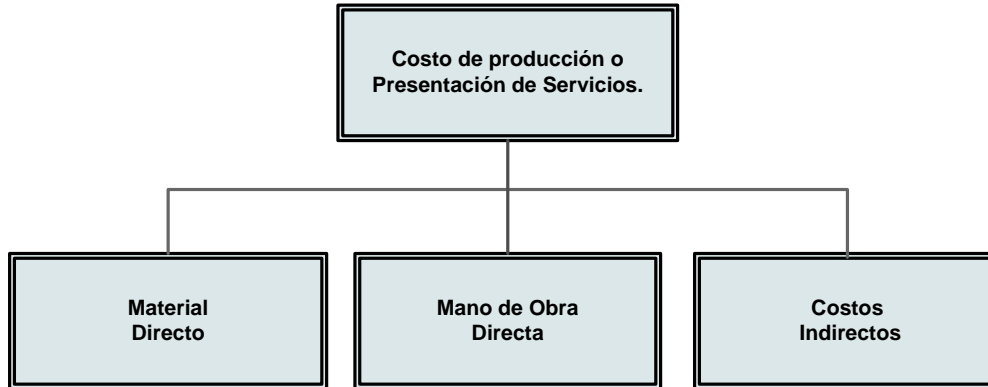 Costo de producción o
Presentación de Servicios.
Material
Directo
Mano de Obra
Directa
Costos
Indirectos